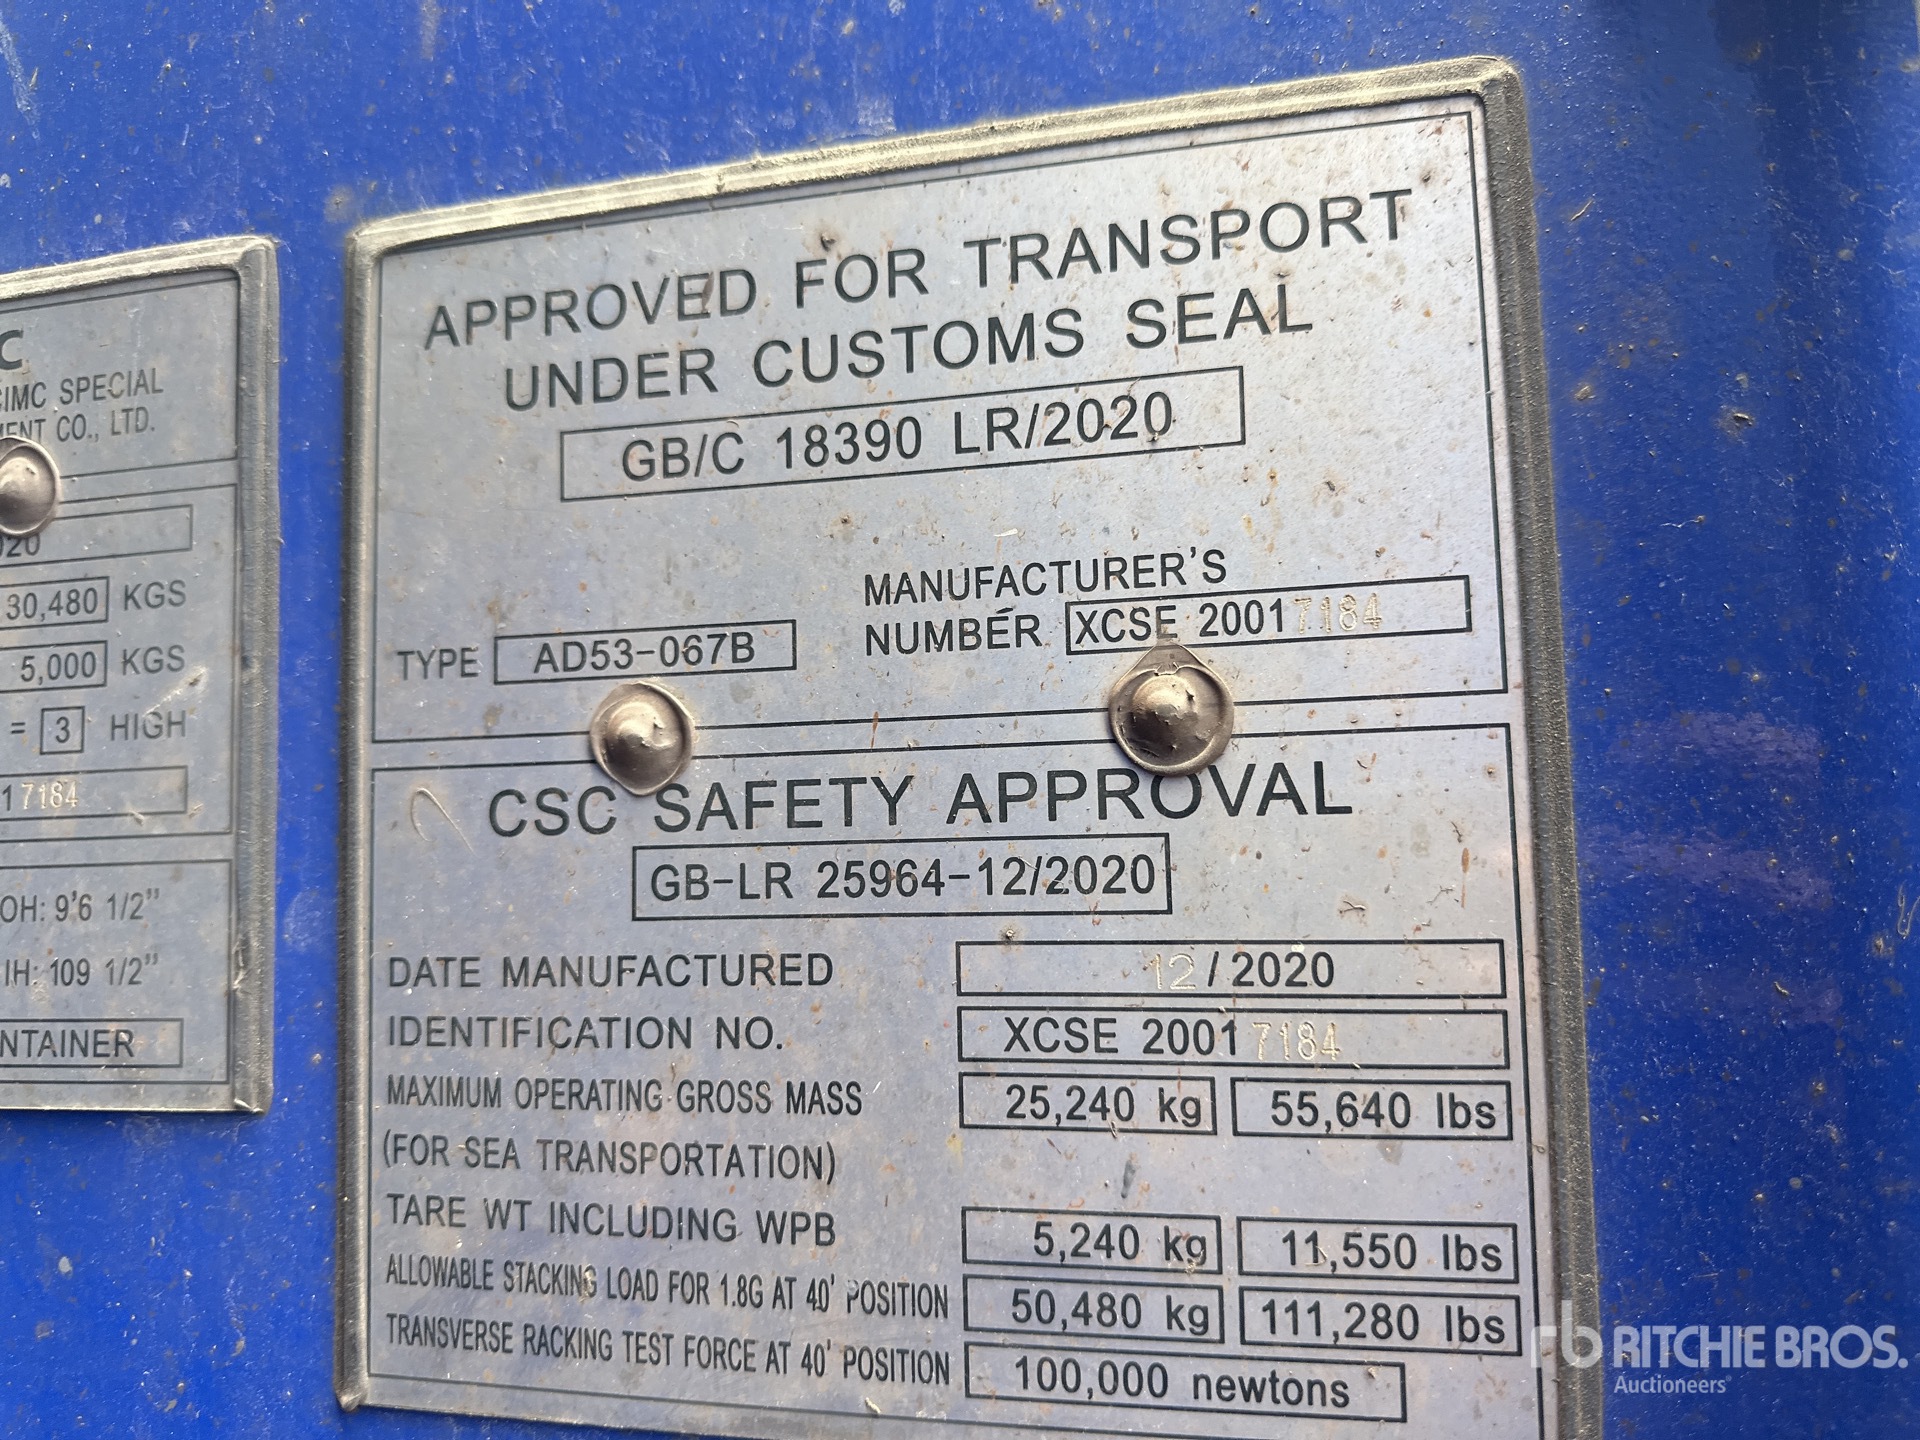 C
CIMC SPECIAL
MENT CO., LTD.
020
30,480 KGS
5,000 KGS
= 3 HIGH
17184
OH: 9'6 1/2"
IH: 109 1/2"
NTAINER
APPROVED FOR TRANSPORT
UNDER CUSTOMS SEAL
GB/C 18390 LR/2020
TYPE AD53-067B
MANUFACTURER'S
NUMBER XCSE 20017184
CSC SAFETY APPROVAL
GB-LR 25964-12/2020
DATE MANUFACTURED 12/2020
IDENTIFICATION NO. XCSE 20017184
MAXIMUM OPERATING GROSS MASS 25,240 kg 55,640 lbs
(FOR SEA TRANSPORTATION)
TARE WT INCLUDING WPB 5,240 kg 11,550 lbs
ALLOWABLE STACKING LOAD FOR 1.8G AT 40' POSITION 50,480 kg 111,280 lbs
TRANSVERSE RACKING TEST FORCE AT 40' POSITION 100,000 newtons
rb RITCHIE BROS.
Auctioneers